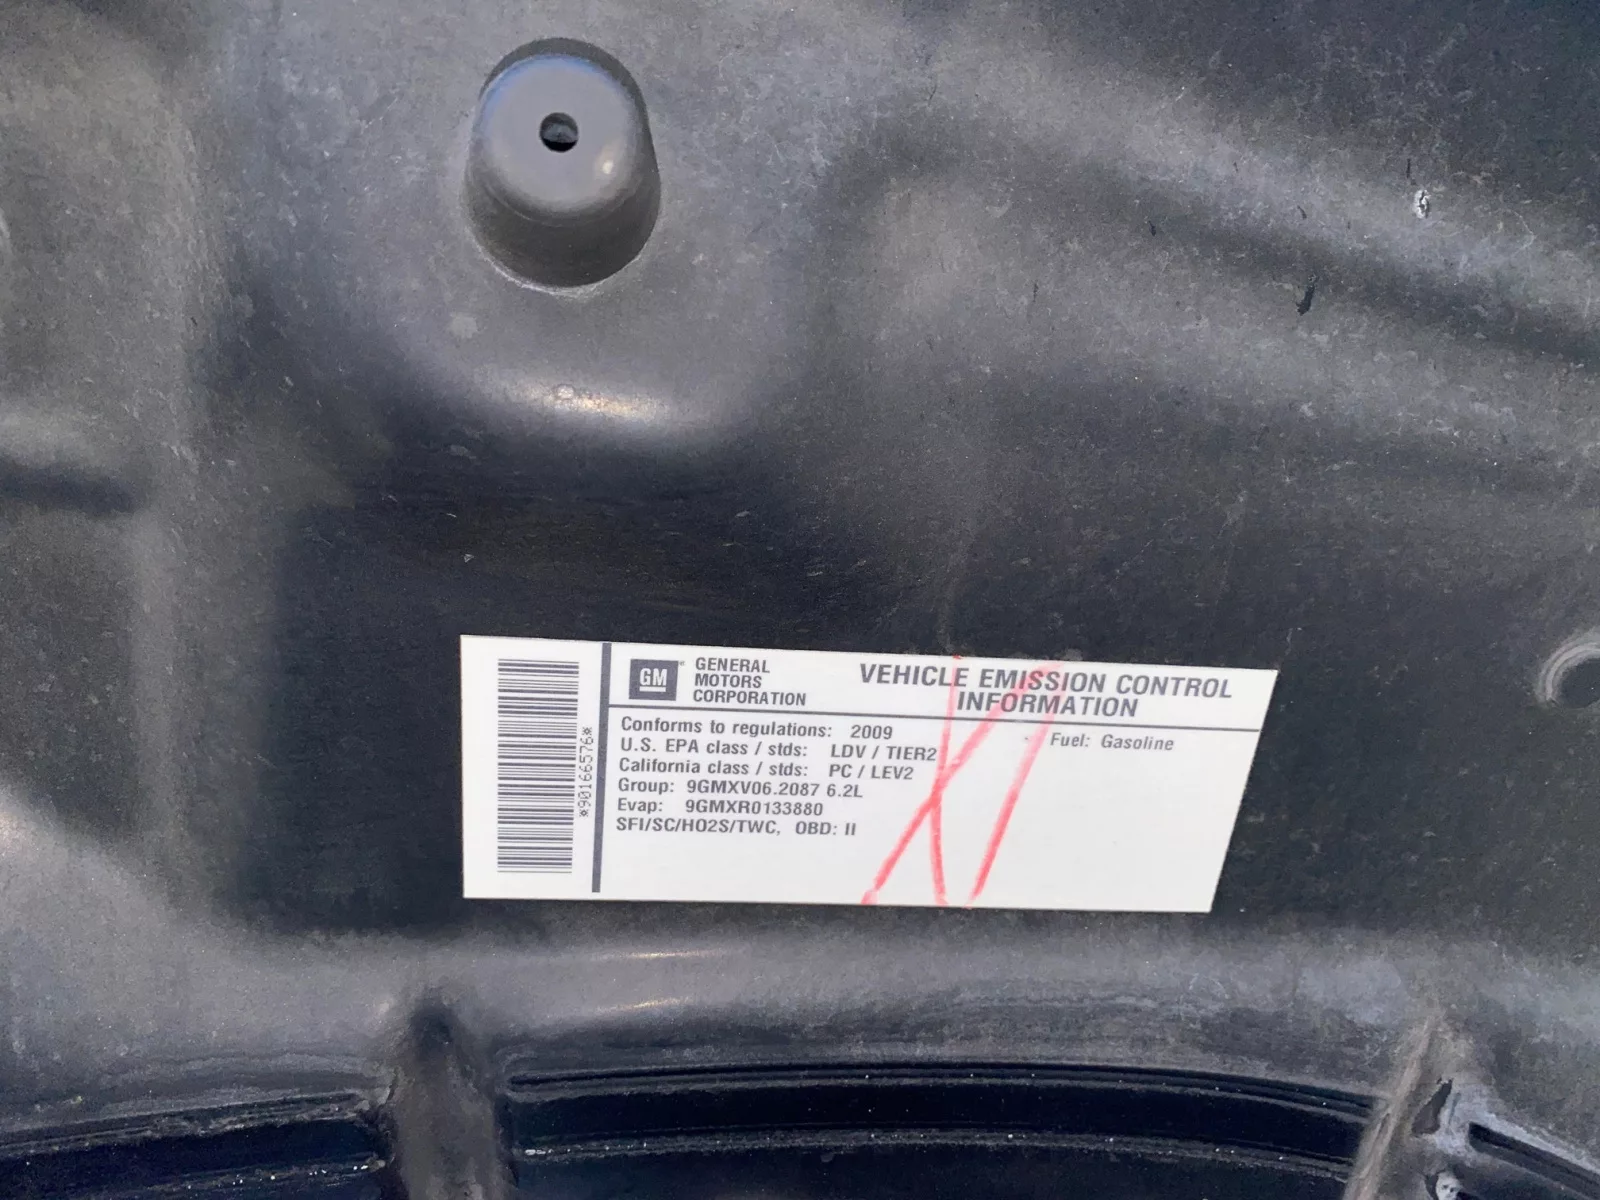 *90166576*
GM
GENERAL
MOTORS
CORPORATION
VEHICLE EMISSION CONTROL
INFORMATION
Conforms to regulations: 2009
Fuel: Gasoline
U.S. EPA class / stds: LDV / TIER2
California class / stds: PC / LEV2
Group: 9GMXV06.2087 6.2L
Evap: 9GMXR0133880
SFI/SC/HO2S/TWC, OBD: II